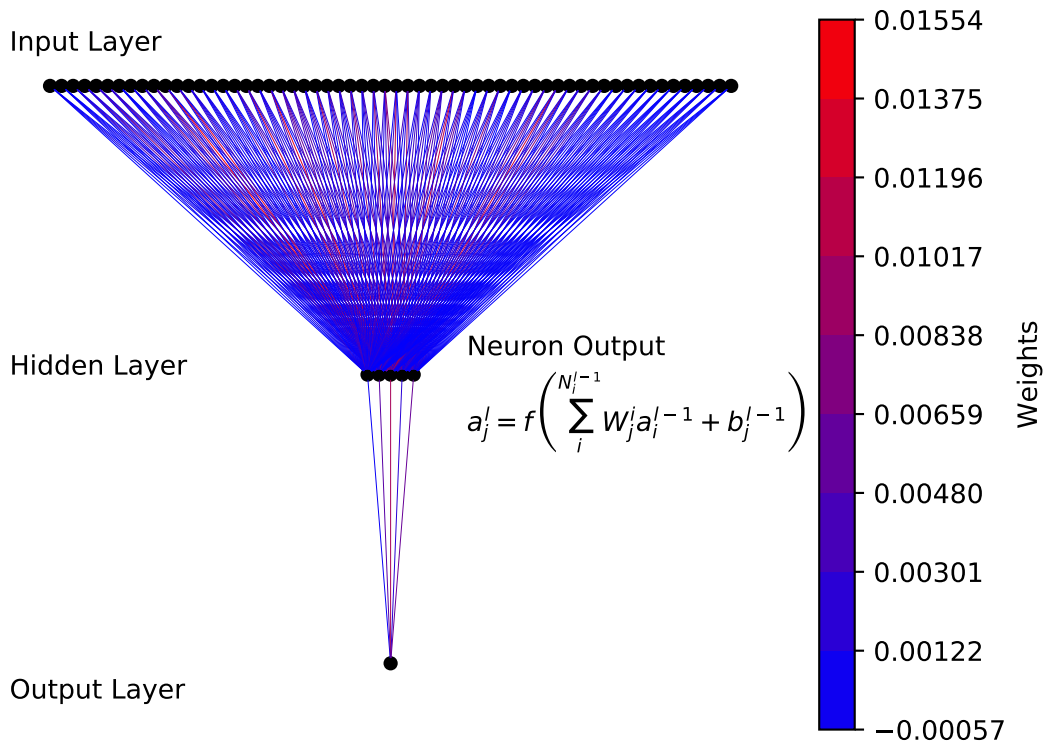 Input Layer
Hidden Layer
Output Layer
Neuron Output
a_j^l = f(∑_i^{N_i^{l−1}} W_j^i a_i^{l−1} + b_j^{l−1})
0.01554
0.01375
0.01196
0.01017
0.00838
0.00659
0.00480
0.00301
0.00122
−0.00057
Weights